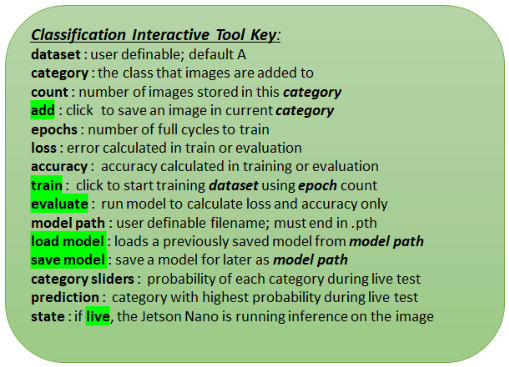 Classification Interactive Tool Key:
dataset : user definable; default A
category : the class that images are added to
count : number of images stored in this category
add : click to save an image in current category
epochs : number of full cycles to train
loss : error calculated in train or evaluation
accuracy : accuracy calculated in training or evaluation
train : click to start training dataset using epoch count
evaluate : run model to calculate loss and accuracy only
model path : user definable filename; must end in .pth
load model : loads a previously saved model from model path
save model : save a model for later as model path
category sliders : probability of each category during live test
prediction : category with highest probability during live test
state : if live, the Jetson Nano is running inference on the image